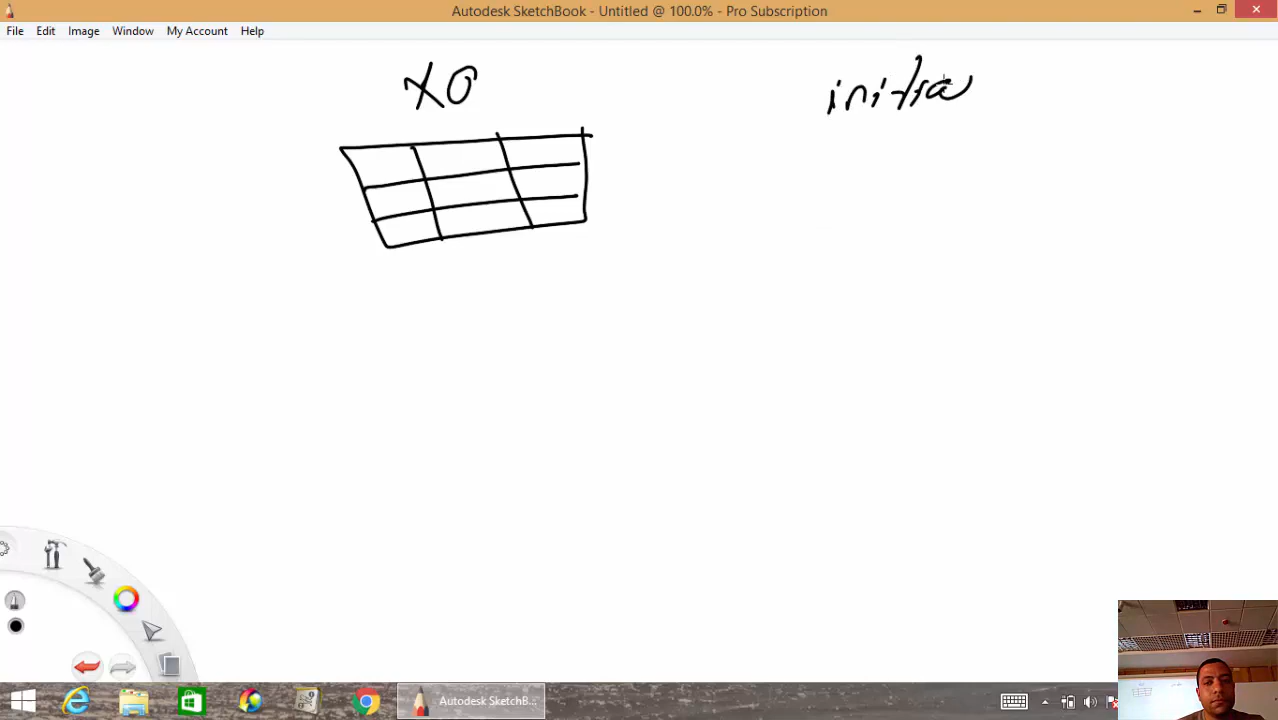 Autodesk SketchBook - Untitled @ 100.0% - Pro Subscription
File Edit Image Window My Account Help
XO
initia
Autodesk SketchB...